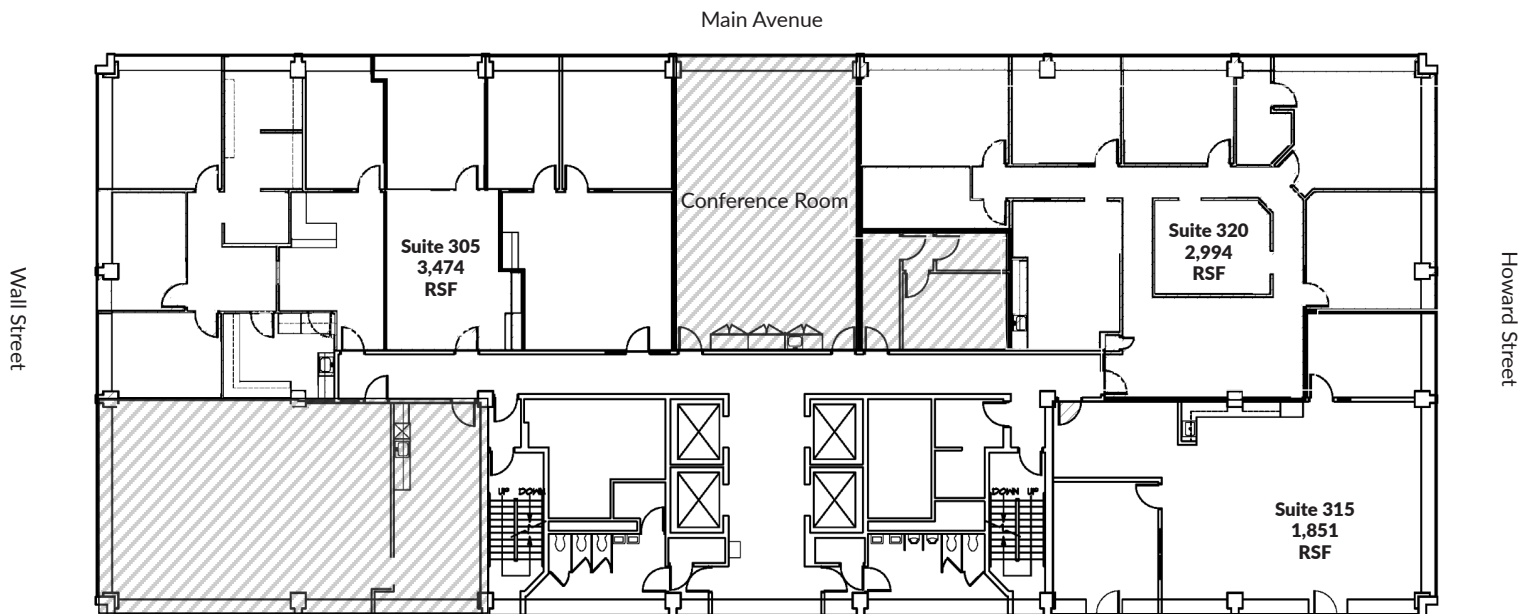 Main Avenue
Conference Room
Suite 305
3,474
RSF
Suite 320
2,994
RSF
Wall Street
Howard Street
UP
DOWN
DOWN
UP
Suite 315
1,851
RSF